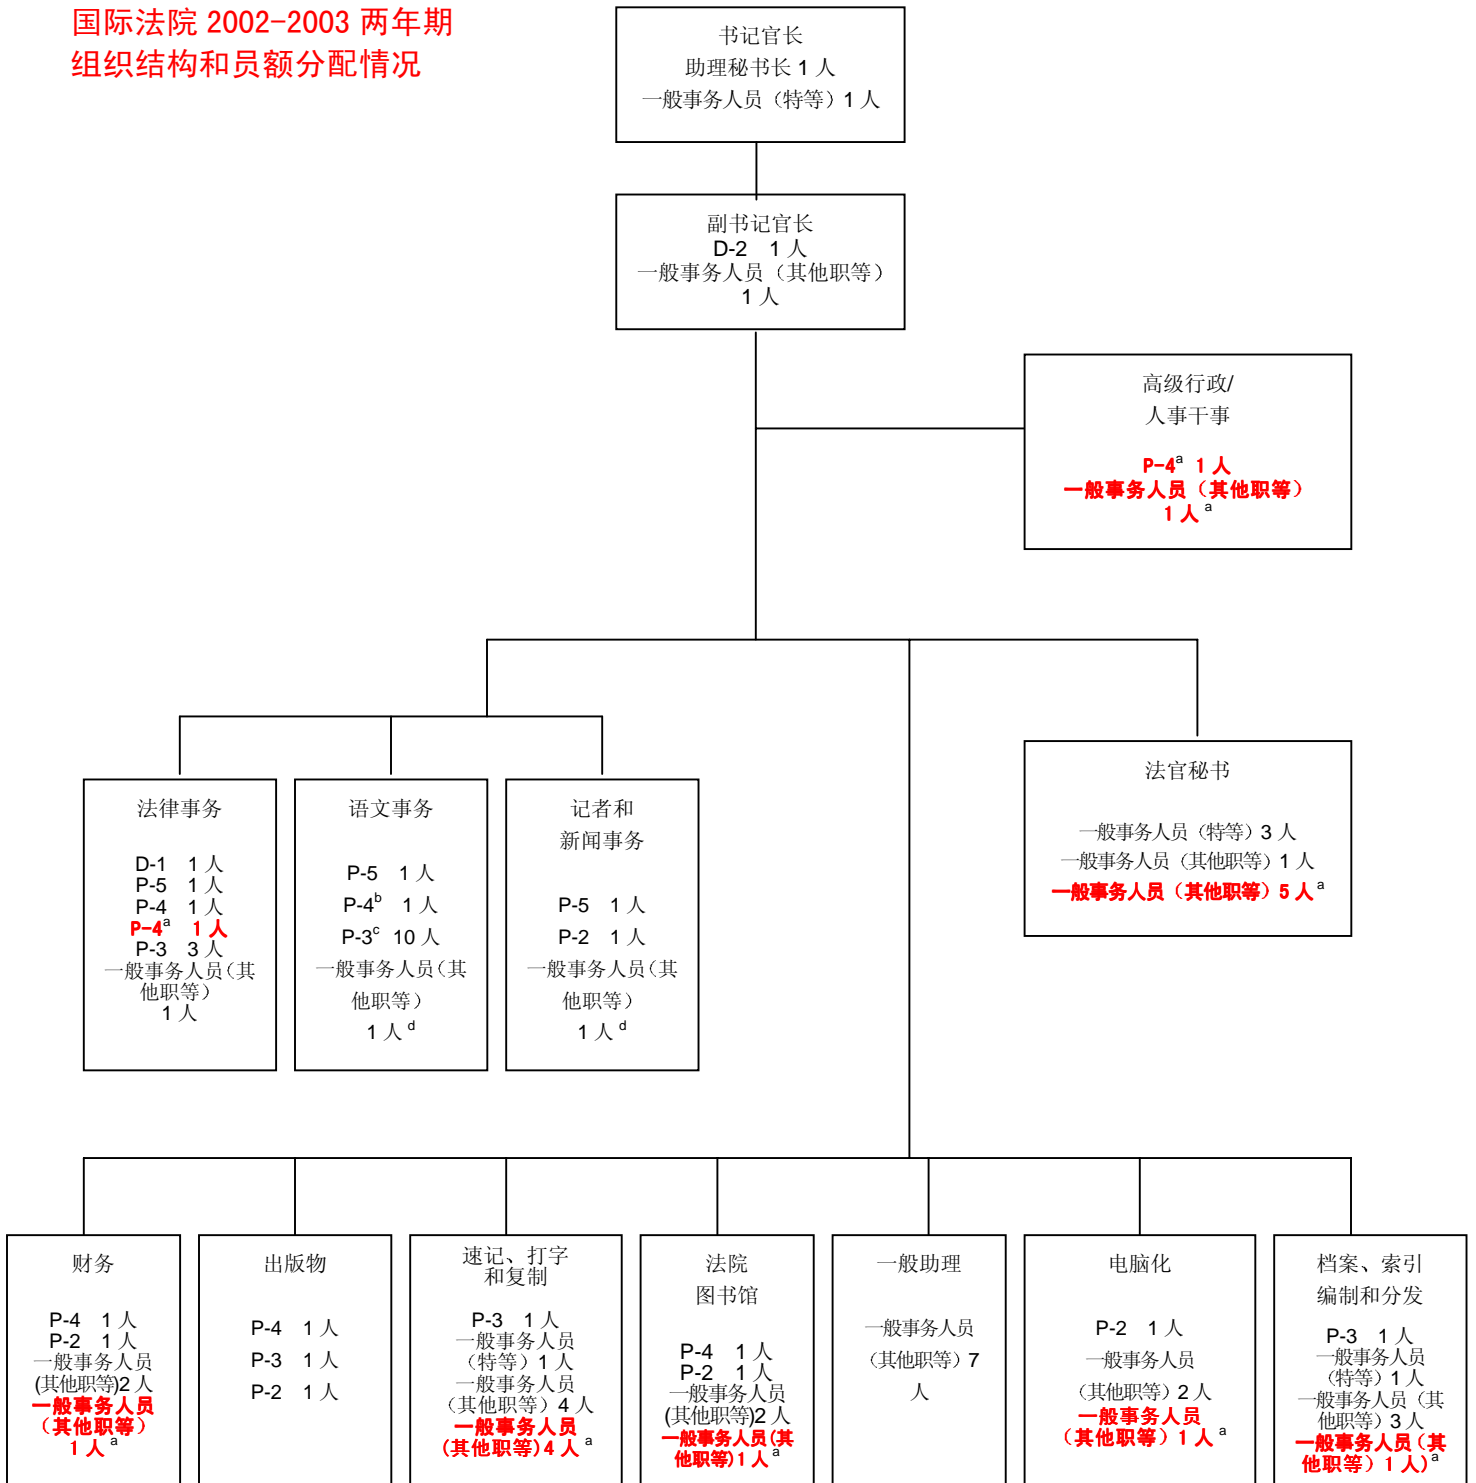 国际法院 2002-2003 两年期
组织结构和员额分配情况
书记官长
助理秘书长 1 人
一般事务人员（特等）1 人
副书记官长
D-2 1 人
一般事务人员（其他职等）
1 人
高级行政/
人事干事
P-4a 1 人
一般事务人员（其他职等）
1 人 a
法律事务
D-1 1 人
P-5 1 人
P-4 1 人
P-4a 1 人
P-3 3 人
一般事务人员（其
他职等）
1 人
语文事务
P-5 1 人
P-4b 1 人
P-3c 10 人
一般事务人员（其
他职等）
1 人 d
记者和
新闻事务
P-5 1 人
P-2 1 人
一般事务人员（其
他职等）
1 人 d
法官秘书
一般事务人员（特等）3 人
一般事务人员（其他职等）1 人
一般事务人员（其他职等）5 人 a
财务
P-4 1 人
P-2 1 人
一般事务人员
(其他职等)2 人
一般事务人员
（其他职等）
1 人 a
出版物
P-4 1 人
P-3 1 人
P-2 1 人
速记、打字
和复制
P-3 1 人
一般事务人员
（特等）1 人
一般事务人员
（其他职等）4 人
一般事务人员
(其他职等)4 人 a
法院
图书馆
P-4 1 人
P-2 1 人
一般事务人员
(其他职等)2 人
一般事务人员(其
他职等)1 人 a
一般助理
一般事务人员
（其他职等）7
人
电脑化
P-2 1 人
一般事务人员
（其他职等）2 人
一般事务人员
（其他职等）1 人 a
档案、索引
编制和分发
P-3 1 人
一般事务人员
（特等）1 人
一般事务人员（其
他职等）3 人
一般事务人员（其
他职等）1 人)a